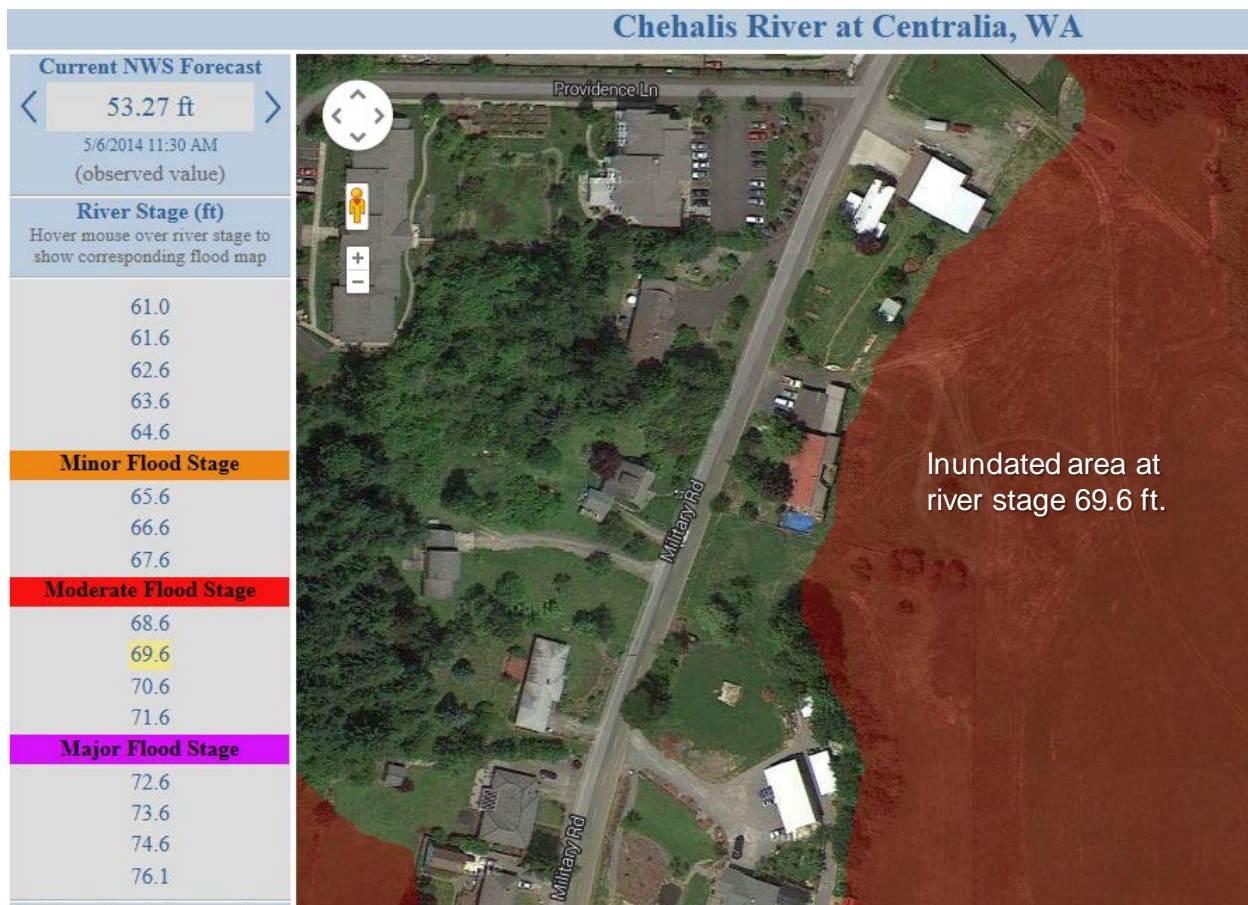 Chehalis River at Centralia, WA
Current NWS Forecast
53.27 ft
5/6/2014 11:30 AM
(observed value)
River Stage (ft)
Hover mouse over river stage to
show corresponding flood map
61.0
61.6
62.6
63.6
64.6
Minor Flood Stage
65.6
66.6
67.6
Moderate Flood Stage
68.6
69.6
70.6
71.6
Major Flood Stage
72.6
73.6
74.6
76.1
Providence Ln
+
−
Military Rd
Inundated area at
river stage 69.6 ft.
Military Rd